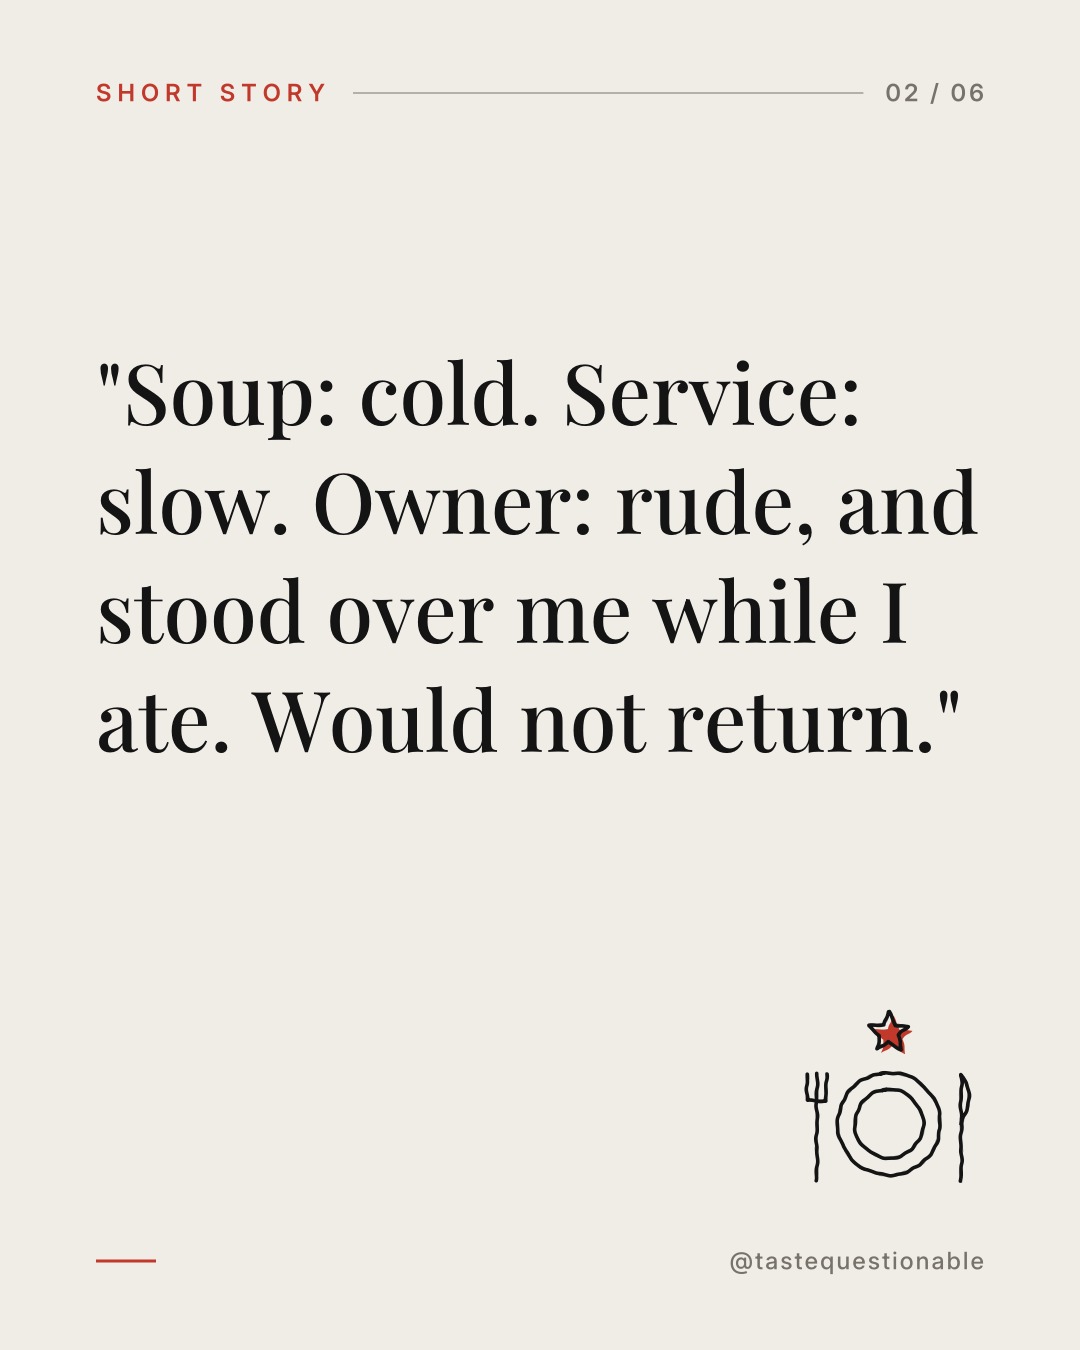 SHORT STORY
02 / 06
"Soup: cold. Service:
slow. Owner: rude, and
stood over me while I
ate. Would not return."
@tastequestionable